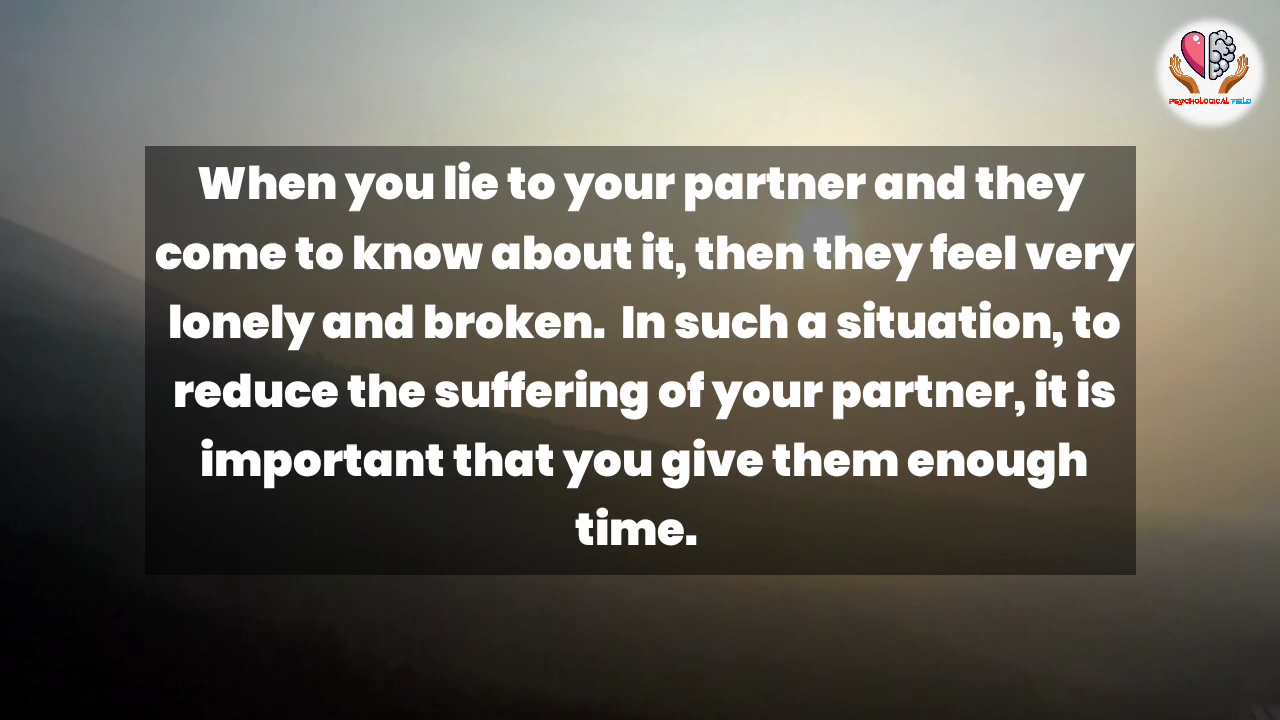 PSYCHOLOGICAL FIELD
When you lie to your partner and they
come to know about it, then they feel very
lonely and broken.  In such a situation, to
reduce the suffering of your partner, it is
important that you give them enough
time.